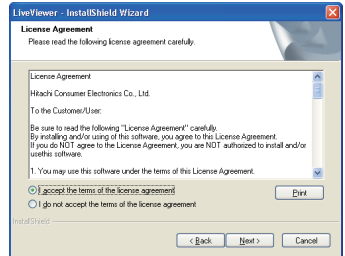 LiveViewer - InstallShield Wizard
License Agreement
Please read the following license agreement carefully.
License Agreement
Hitachi Consumer Electronics Co., Ltd.
To the Customer/User:
Be sure to read the following "License Agreement" carefully.
By installing and/or using of this software, you agree to this License Agreement.
If you do NOT agree to the License Agreement, you are NOT authorized to install and/or
usethis software.
1. You may use this software under the terms of this License Agreement.
I accept the terms of the license agreement
Print
I do not accept the terms of the license agreement
InstallShield
< Back Next > Cancel